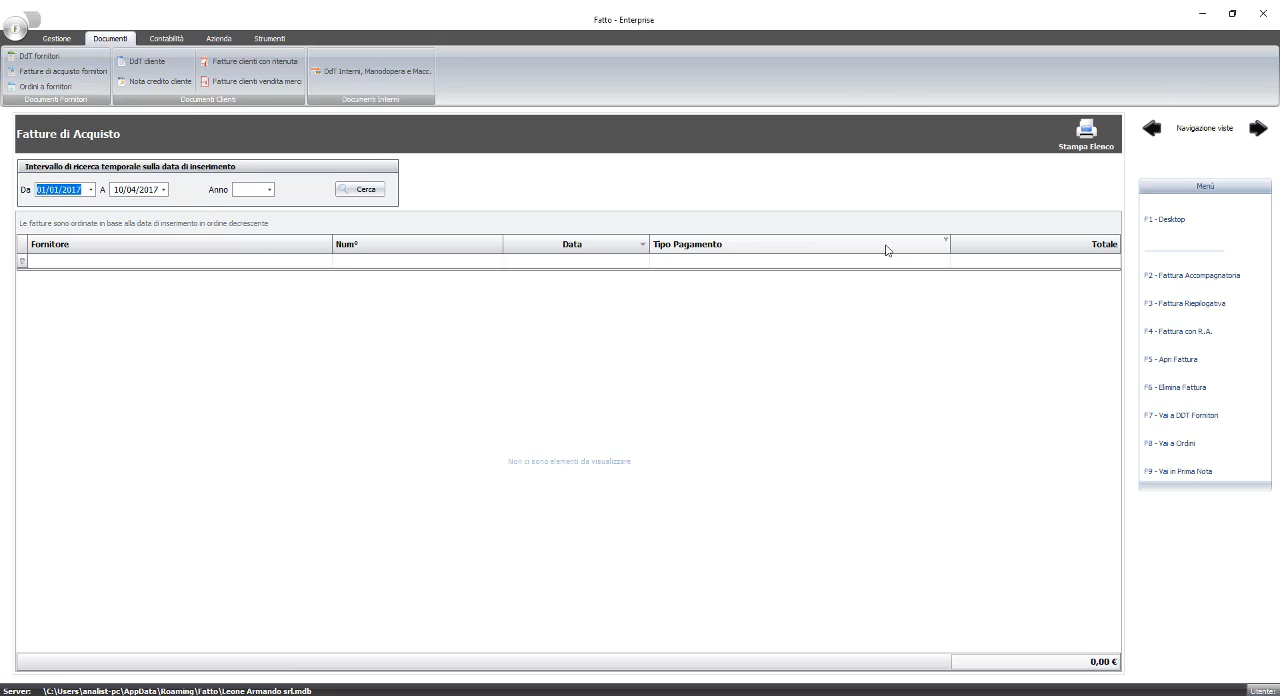 Fatto - Enterprise
Gestione Documenti Contabilità Azienda Strumenti
DdT fornitori
Fatture di acquisto fornitori
Ordini a fornitori
Documenti Fornitori
DdT cliente
Nota credito cliente
Fatture clienti con ritenuta
Fatture clienti vendita merci
Documenti Clienti
DdT Interni, Manodopera e Macc.
Documenti Interni
Fatture di Acquisto
Stampa Elenco
Navigazione viste
Intervallo di ricerca temporale sulla data di inserimento
Da 01/01/2017 A 10/04/2017 Anno Cerca
Le fatture sono ordinate in base alla data di inserimento in ordine decrescente
Fornitore Num° Data Tipo Pagamento Totale
Non ci sono elementi da visualizzare
0,00 €
Menù
F1 - Desktop
F2 - Fattura Accompagnatoria
F3 - Fattura Riepilogativa
F4 - Fattura con R.A.
F5 - Apri Fattura
F6 - Elimina Fattura
F7 - Vai a DDT Fornitori
F8 - Vai a Ordini
F9 - Vai in Prima Nota
Server: \C:\Users\analist-pc\AppData\Roaming\Fatto\Leone Armando srl.mdb
Utente: